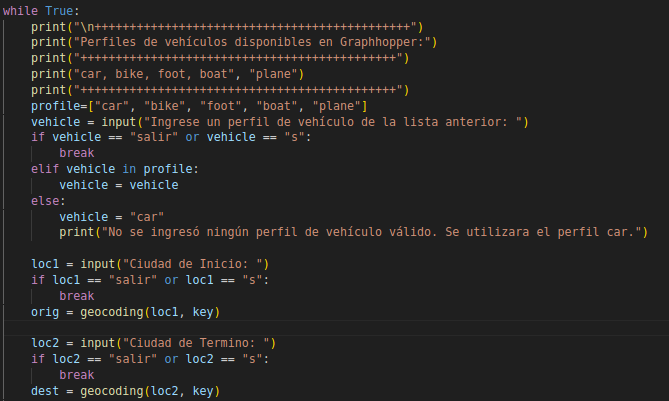 while True:
    print("\n+++++++++++++++++++++++++++++++++++++++++++++")
    print("Perfiles de vehículos disponibles en Graphhopper:")
    print("+++++++++++++++++++++++++++++++++++++++++++++")
    print("car, bike, foot, boat", "plane")
    print("+++++++++++++++++++++++++++++++++++++++++++++")
    profile=["car", "bike", "foot", "boat", "plane"]
    vehicle = input("Ingrese un perfil de vehículo de la lista anterior: ")
    if vehicle == "salir" or vehicle == "s":
        break
    elif vehicle in profile:
        vehicle = vehicle
    else:
        vehicle = "car"
        print("No se ingresó ningún perfil de vehículo válido. Se utilizara el perfil car.")
    loc1 = input("Ciudad de Inicio: ")
    if loc1 == "salir" or loc1 == "s":
        break
    orig = geocoding(loc1, key)
    loc2 = input("Ciudad de Termino: ")
    if loc2 == "salir" or loc2 == "s":
        break
    dest = geocoding(loc2, key)